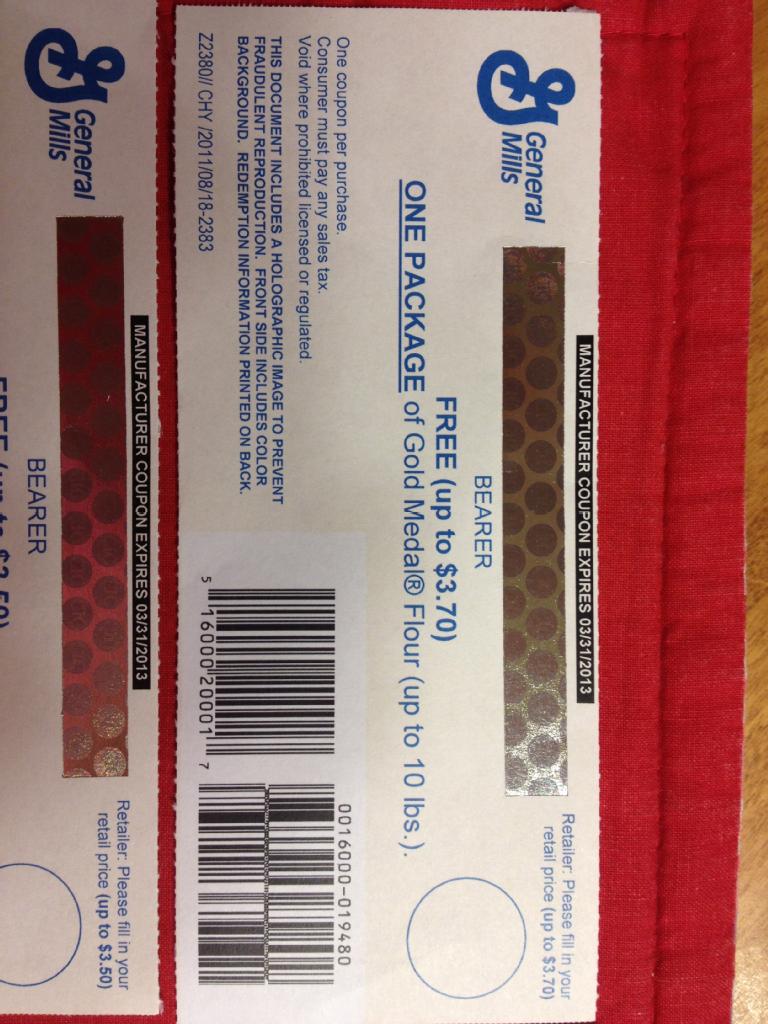 General
Mills
MANUFACTURER COUPON EXPIRES 03/31/2013
Retailer: Please fill in your
retail price (up to $3.70)
BEARER
FREE (up to $3.70)
ONE PACKAGE of Gold Medal® Flour (up to 10 lbs.).
One coupon per purchase.
Consumer must pay any sales tax.
Void where prohibited licensed or regulated.
THIS DOCUMENT INCLUDES A HOLOGRAPHIC IMAGE TO PREVENT
FRAUDULENT REPRODUCTION. FRONT SIDE INCLUDES COLOR
BACKGROUND. REDEMPTION INFORMATION PRINTED ON BACK.
Z2380// CHY /2011/08/18-2383
0016000-019480
5 16000 20001 7
General
Mills
MANUFACTURER COUPON EXPIRES 03/31/2013
Retailer: Please fill in your
retail price (up to $3.50)
BEARER
FREE (up to $3.50)